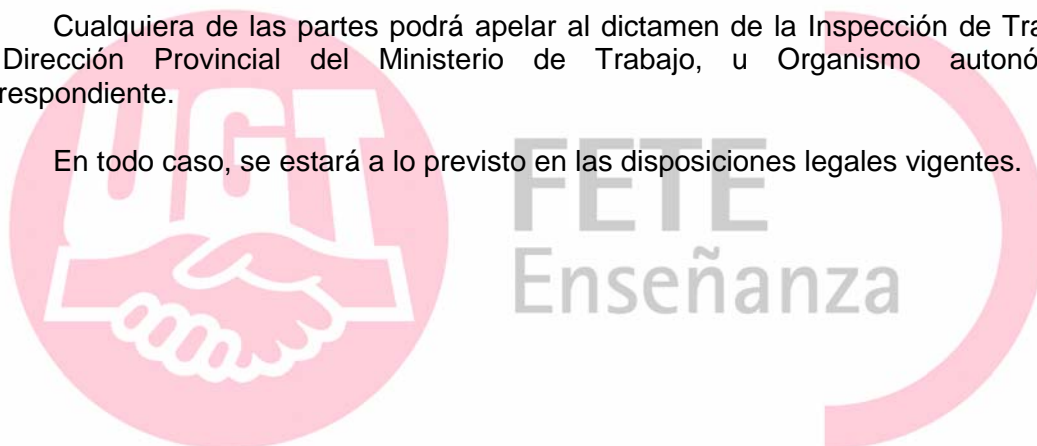 Cualquiera de las partes podrá apelar al dictamen de la Inspección de Tra
Dirección Provincial del Ministerio de Trabajo, u Organismo autonó
respondiente.
En todo caso, se estará a lo previsto en las disposiciones legales vigentes.
UGT
FETE
Enseñanza